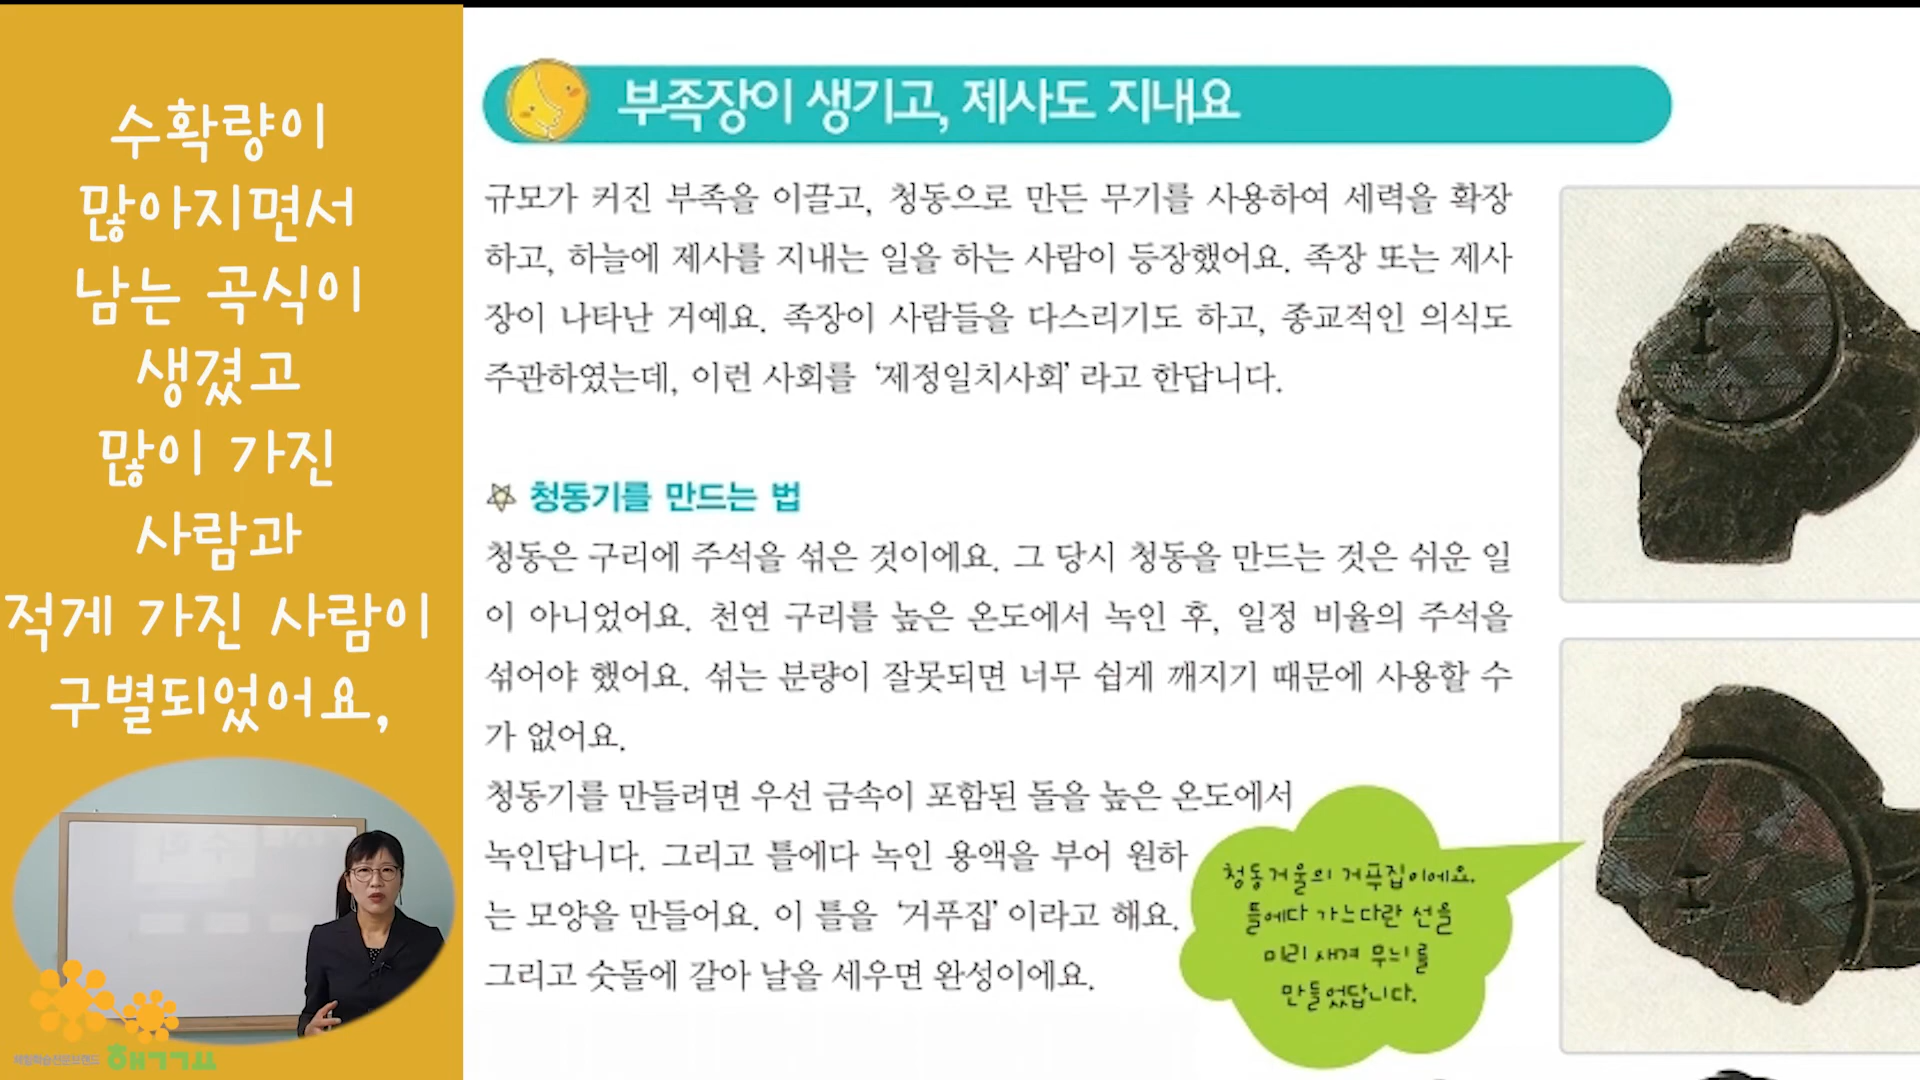 수확량이
많아지면서
남는 곡식이
생겼고
많이 가진
사람과
적게 가진 사람이
구별되었어요,
부족장이 생기고, 제사도 지내요
규모가 커진 부족을 이끌고, 청동으로 만든 무기를 사용하여 세력을 확장
하고, 하늘에 제사를 지내는 일을 하는 사람이 등장했어요. 족장 또는 제사
장이 나타난 거예요. 족장이 사람들을 다스리기도 하고, 종교적인 의식도
주관하였는데, 이런 사회를 ‘제정일치사회’라고 한답니다.
청동기를 만드는 법
청동은 구리에 주석을 섞은 것이에요. 그 당시 청동을 만드는 것은 쉬운 일
이 아니었어요. 천연 구리를 높은 온도에서 녹인 후, 일정 비율의 주석을
섞어야 했어요. 섞는 분량이 잘못되면 너무 쉽게 깨지기 때문에 사용할 수
가 없어요.
청동기를 만들려면 우선 금속이 포함된 돌을 높은 온도에서
녹인답니다. 그리고 틀에다 녹인 용액을 부어 원하
는 모양을 만들어요. 이 틀을 ‘거푸집’이라고 해요.
그리고 숫돌에 갈아 날을 세우면 완성이에요.
청동거울의 거푸집이에요.
틀에다 가느다란 선을
미리 새겨 무늬를
만들었답니다.